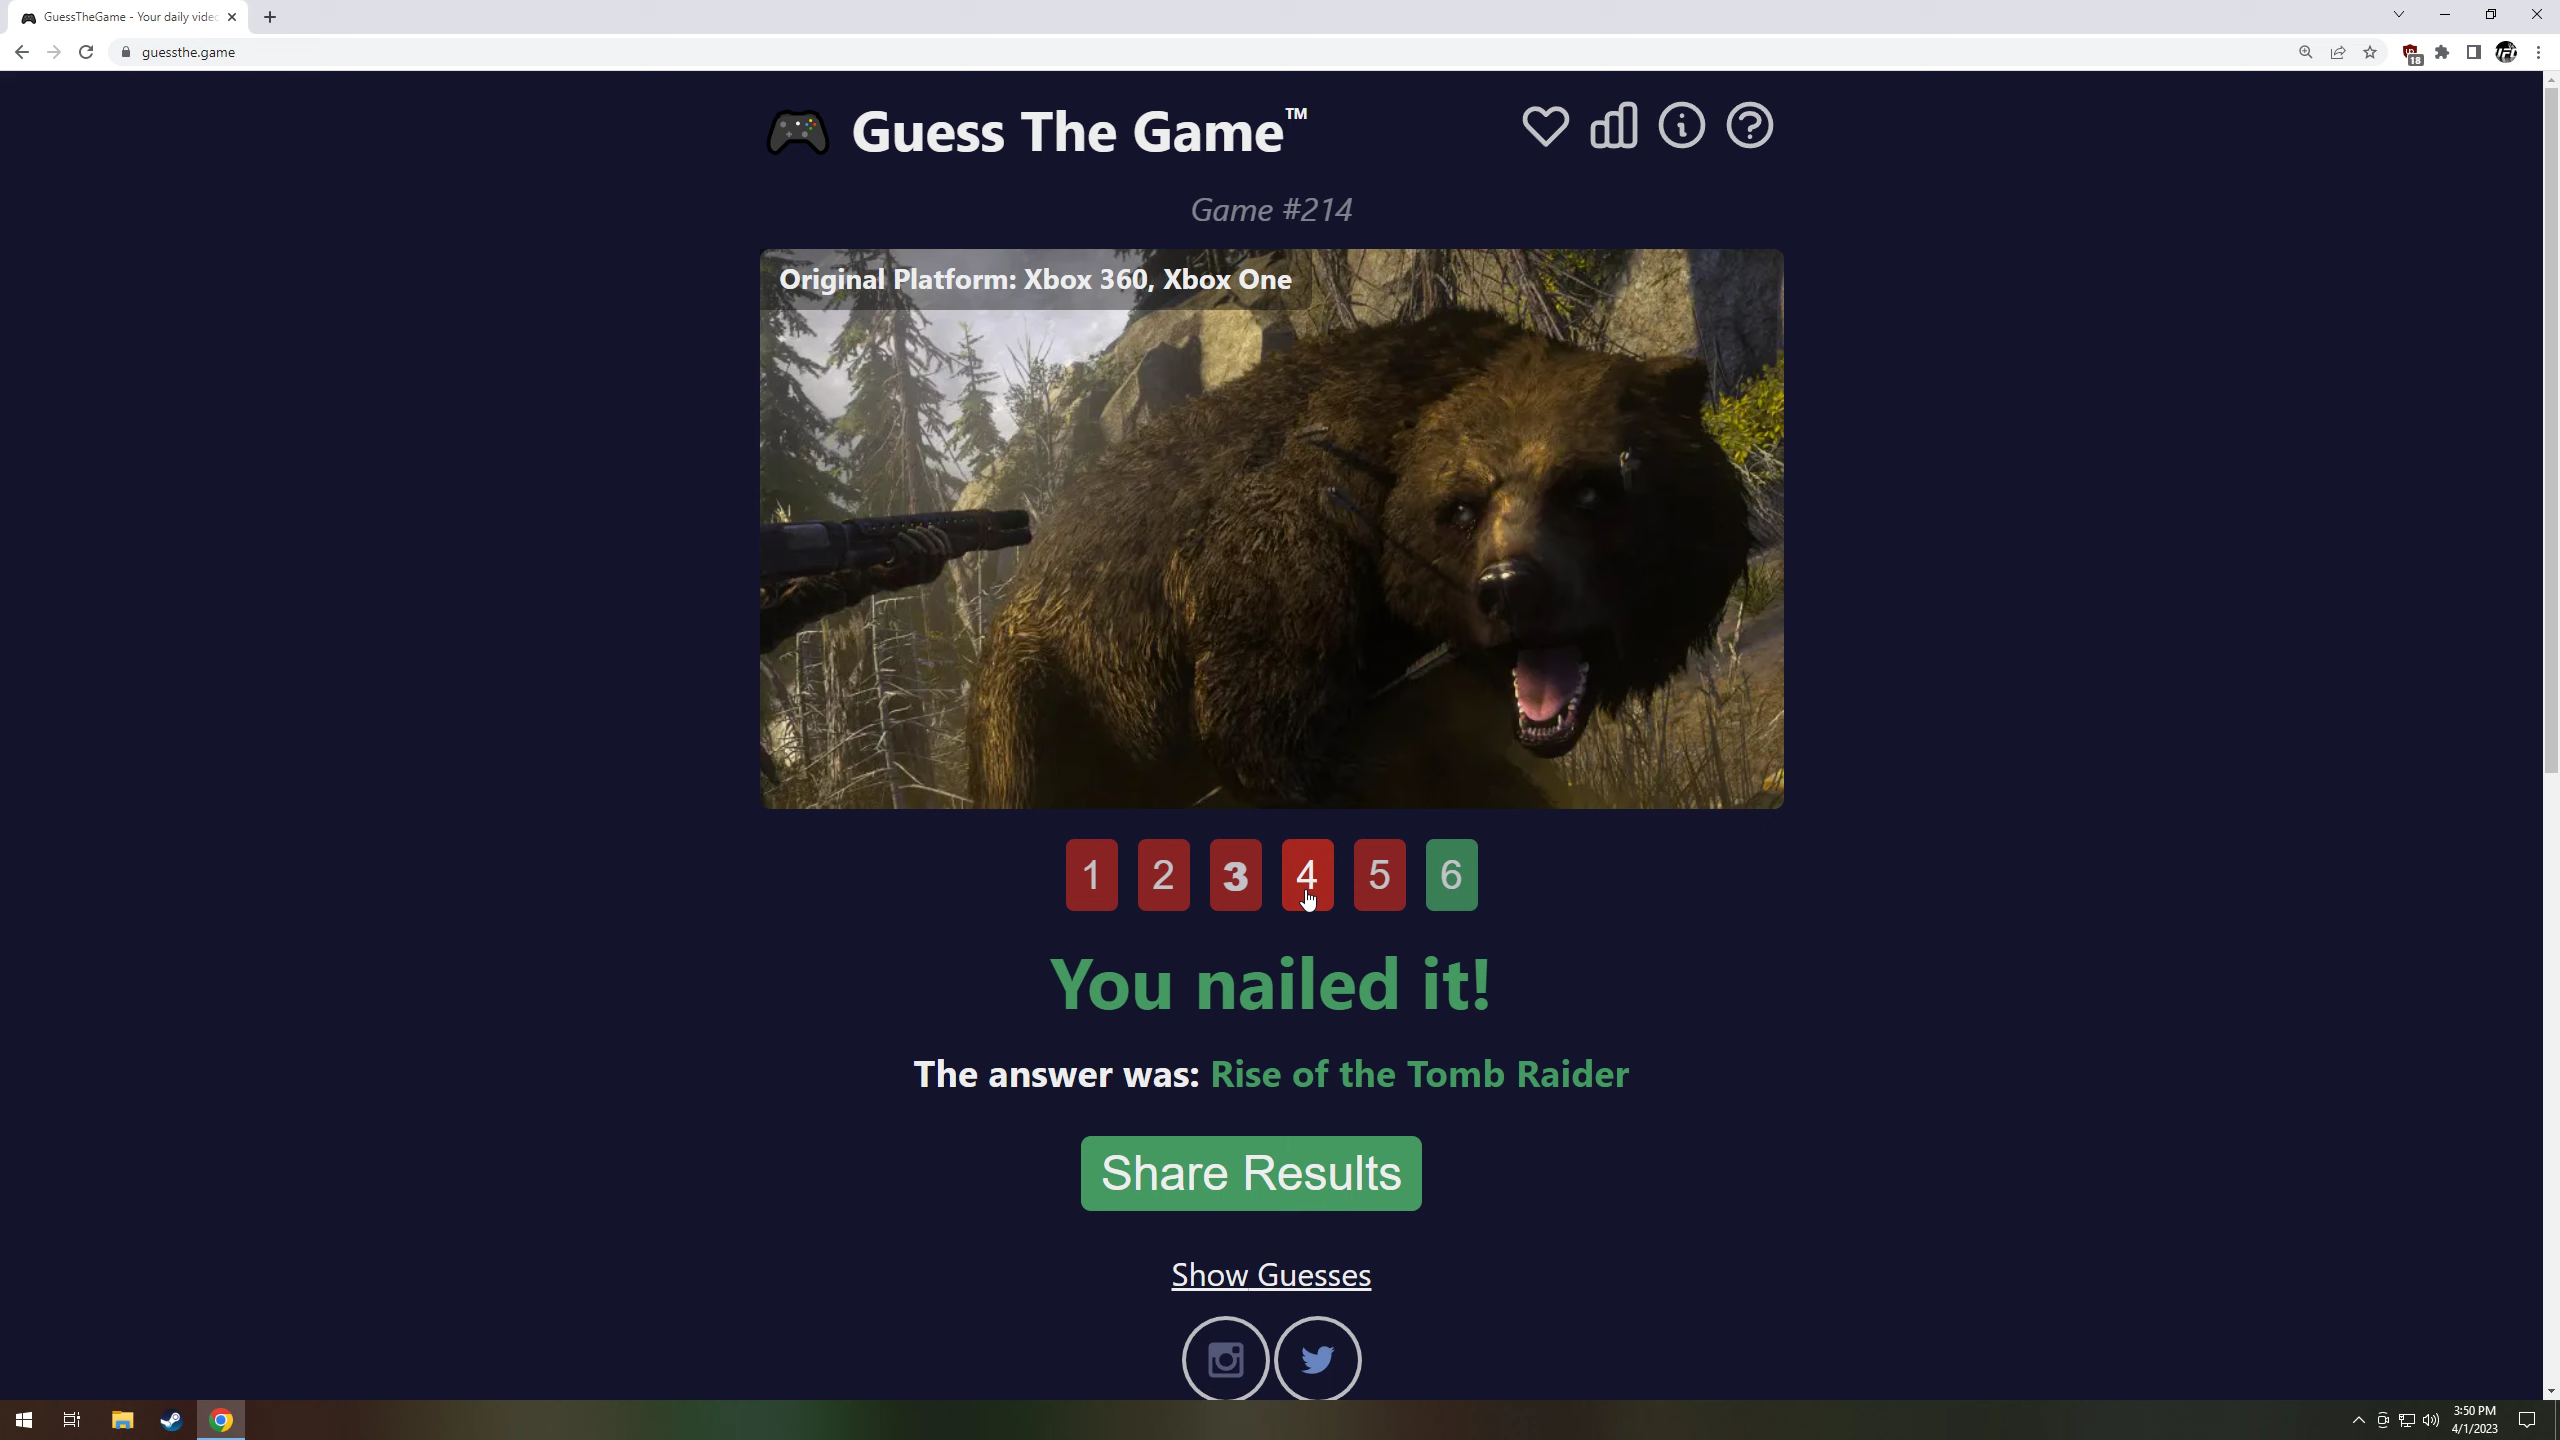 GuessTheGame - Your daily video
guessthe.game
18
Guess The Game™
Game #214
Original Platform: Xbox 360, Xbox One
1 2 3 4 5 6
You nailed it!
The answer was: Rise of the Tomb Raider
Share Results
Show Guesses
3:50 PM
4/1/2023